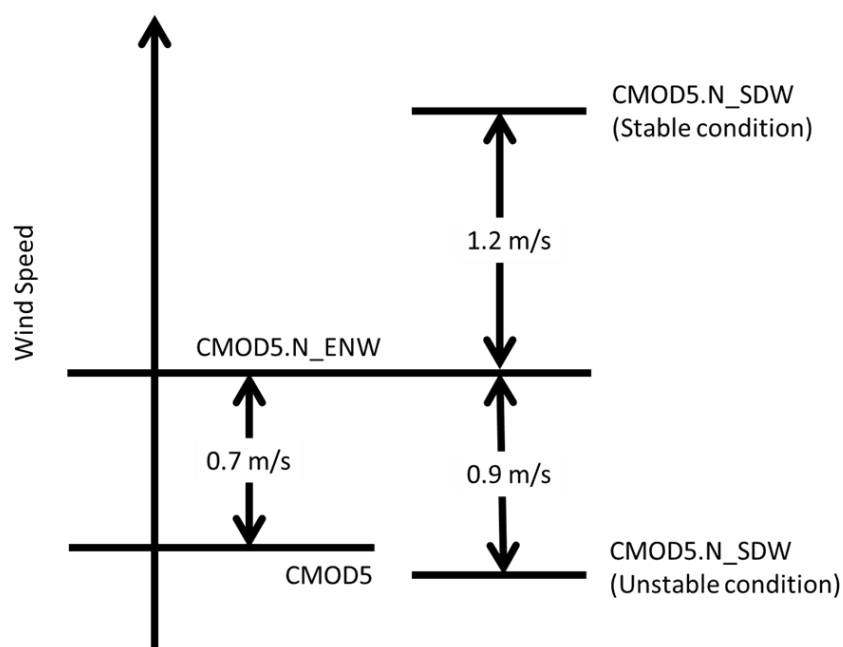 CMOD5.N_SDW
(Stable condition)
1.2 m/s
Wind Speed
CMOD5.N_ENW
0.7 m/s
0.9 m/s
CMOD5.N_SDW
(Unstable condition)
CMOD5